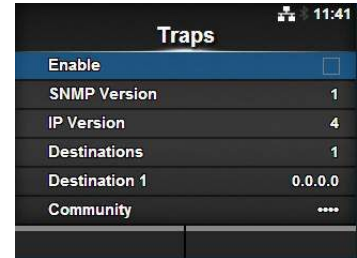 11:41
Traps
Enable
SNMP Version 1
IP Version 4
Destinations 1
Destination 1 0.0.0.0
Community ••••